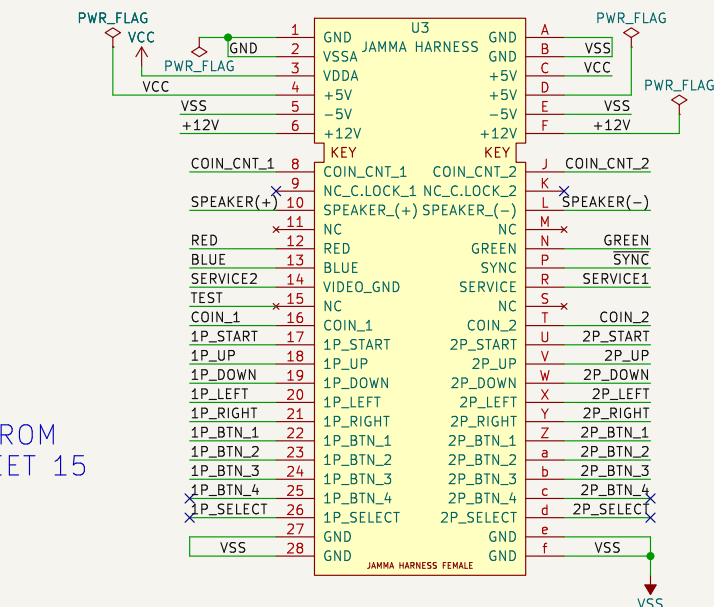 PWR_FLAG PWR_FLAG
VCC 1 GND U3 GND A
GND 2 VSSA JAMMA HARNESS GND B VSS
PWR_FLAG 3 VDDA +5V C VCC
PWR_FLAG
VCC 4 +5V +5V D
VSS 5 -5V -5V E VSS
+12V 6 +12V +12V F +12V
KEY KEY
COIN_CNT_1 8 COIN_CNT_1 COIN_CNT_2 J COIN_CNT_2
9 NC_C.LOCK_1 NC_C.LOCK_2 K
SPEAKER(+) 10 SPEAKER_(+) SPEAKER_(-) L SPEAKER(-)
11 NC NC M
RED 12 RED GREEN N GREEN
BLUE 13 BLUE SYNC P SYNC
SERVICE2 14 VIDEO_GND SERVICE R SERVICE1
TEST 15 NC NC S
COIN_1 16 COIN_1 COIN_2 T COIN_2
1P_START 17 1P_START 2P_START U 2P_START
1P_UP 18 1P_UP 2P_UP V 2P_UP
1P_DOWN 19 1P_DOWN 2P_DOWN W 2P_DOWN
1P_LEFT 20 1P_LEFT 2P_LEFT X 2P_LEFT
1P_RIGHT 21 1P_RIGHT 2P_RIGHT Y 2P_RIGHT
ROM 1P_BTN_1 22 1P_BTN_1 2P_BTN_1 Z 2P_BTN_1
EET 15 1P_BTN_2 23 1P_BTN_2 2P_BTN_2 a 2P_BTN_2
1P_BTN_3 24 1P_BTN_3 2P_BTN_3 b 2P_BTN_3
1P_BTN_4 25 1P_BTN_4 2P_BTN_4 c 2P_BTN_4
1P_SELECT 26 1P_SELECT 2P_SELECT d 2P_SELECT
27 GND GND e
VSS 28 GND GND f VSS
JAMMA HARNESS FEMALE
VSS